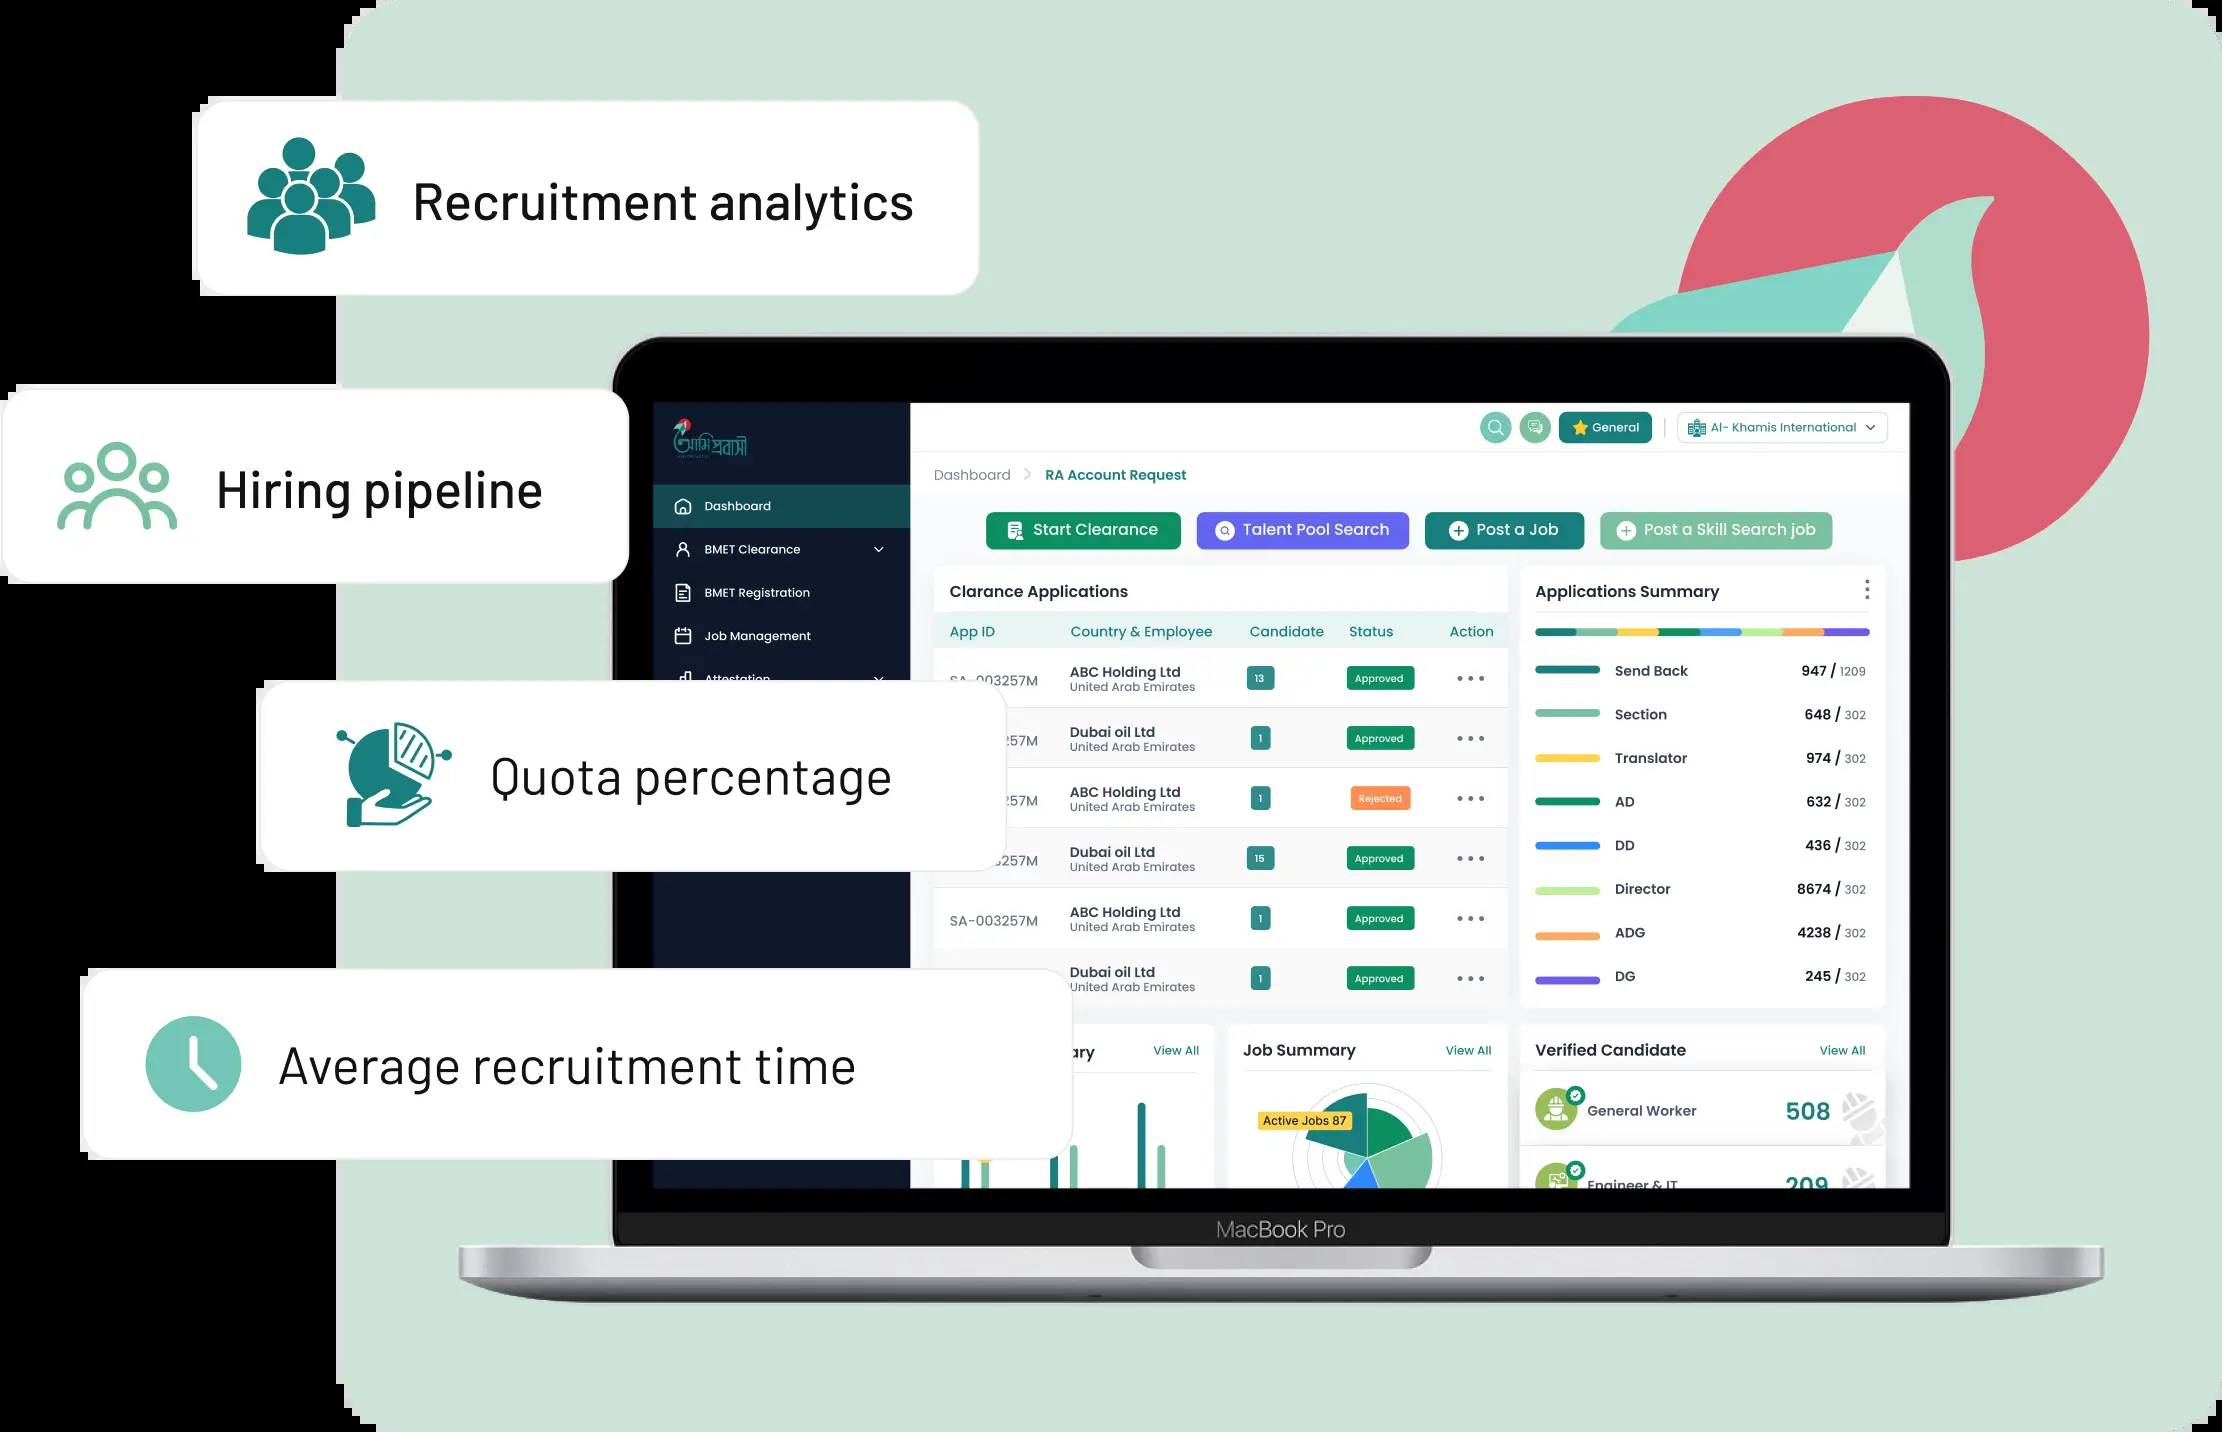 Recruitment analytics
Hiring pipeline
Quota percentage
Average recruitment time
আমি প্রবাসী
Dashboard
BMET Clearance
BMET Registration
Job Management
Attestation
General
Al- Khamis International
Dashboard > RA Account Request
Start Clearance
Talent Pool Search
Post a Job
Post a Skill Search job
Clarance Applications
App ID Country & Employee Candidate Status Action
SA-003257M ABC Holding Ltd 13 Approved
United Arab Emirates
57M Dubai oil Ltd 1 Approved
United Arab Emirates
57M ABC Holding Ltd 1 Rejected
United Arab Emirates
3257M Dubai oil Ltd 15 Approved
United Arab Emirates
SA-003257M ABC Holding Ltd 1 Approved
United Arab Emirates
Dubai oil Ltd 1 Approved
United Arab Emirates
Applications Summary
Send Back 947 / 1209
Section 648 / 302
Translator 974 / 302
AD 632 / 302
DD 436 / 302
Director 8674 / 302
ADG 4238 / 302
DG 245 / 302
View All
Job Summary View All
Active Jobs 87
Verified Candidate View All
General Worker 508
Engineer & IT 209
MacBook Pro